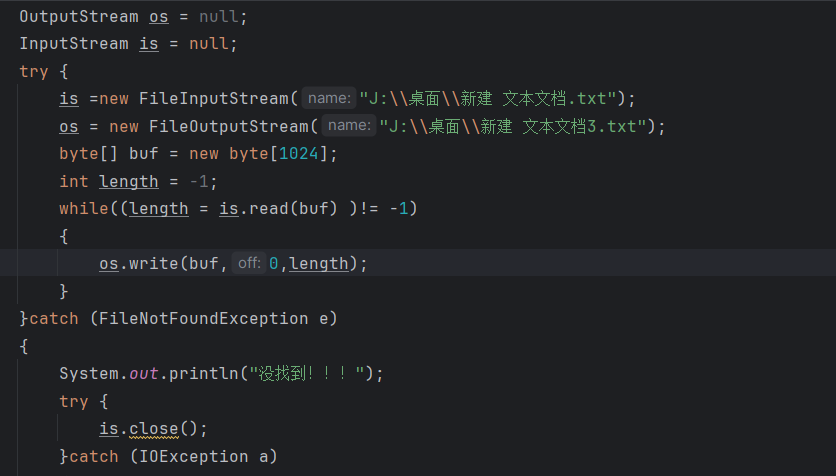 OutputStream os = null;
InputStream is = null;
try {
is =new FileInputStream( name: "J:\\桌面\\新建 文本文档.txt");
os = new FileOutputStream( name: "J:\\桌面\\新建 文本文档3.txt");
byte[] buf = new byte[1024];
int length = -1;
while((length = is.read(buf) )!= -1)
{
os.write(buf, off: 0,length);
}
}catch (FileNotFoundException e)
{
System.out.println("没找到！！！");
try {
is.close();
}catch (IOException a)